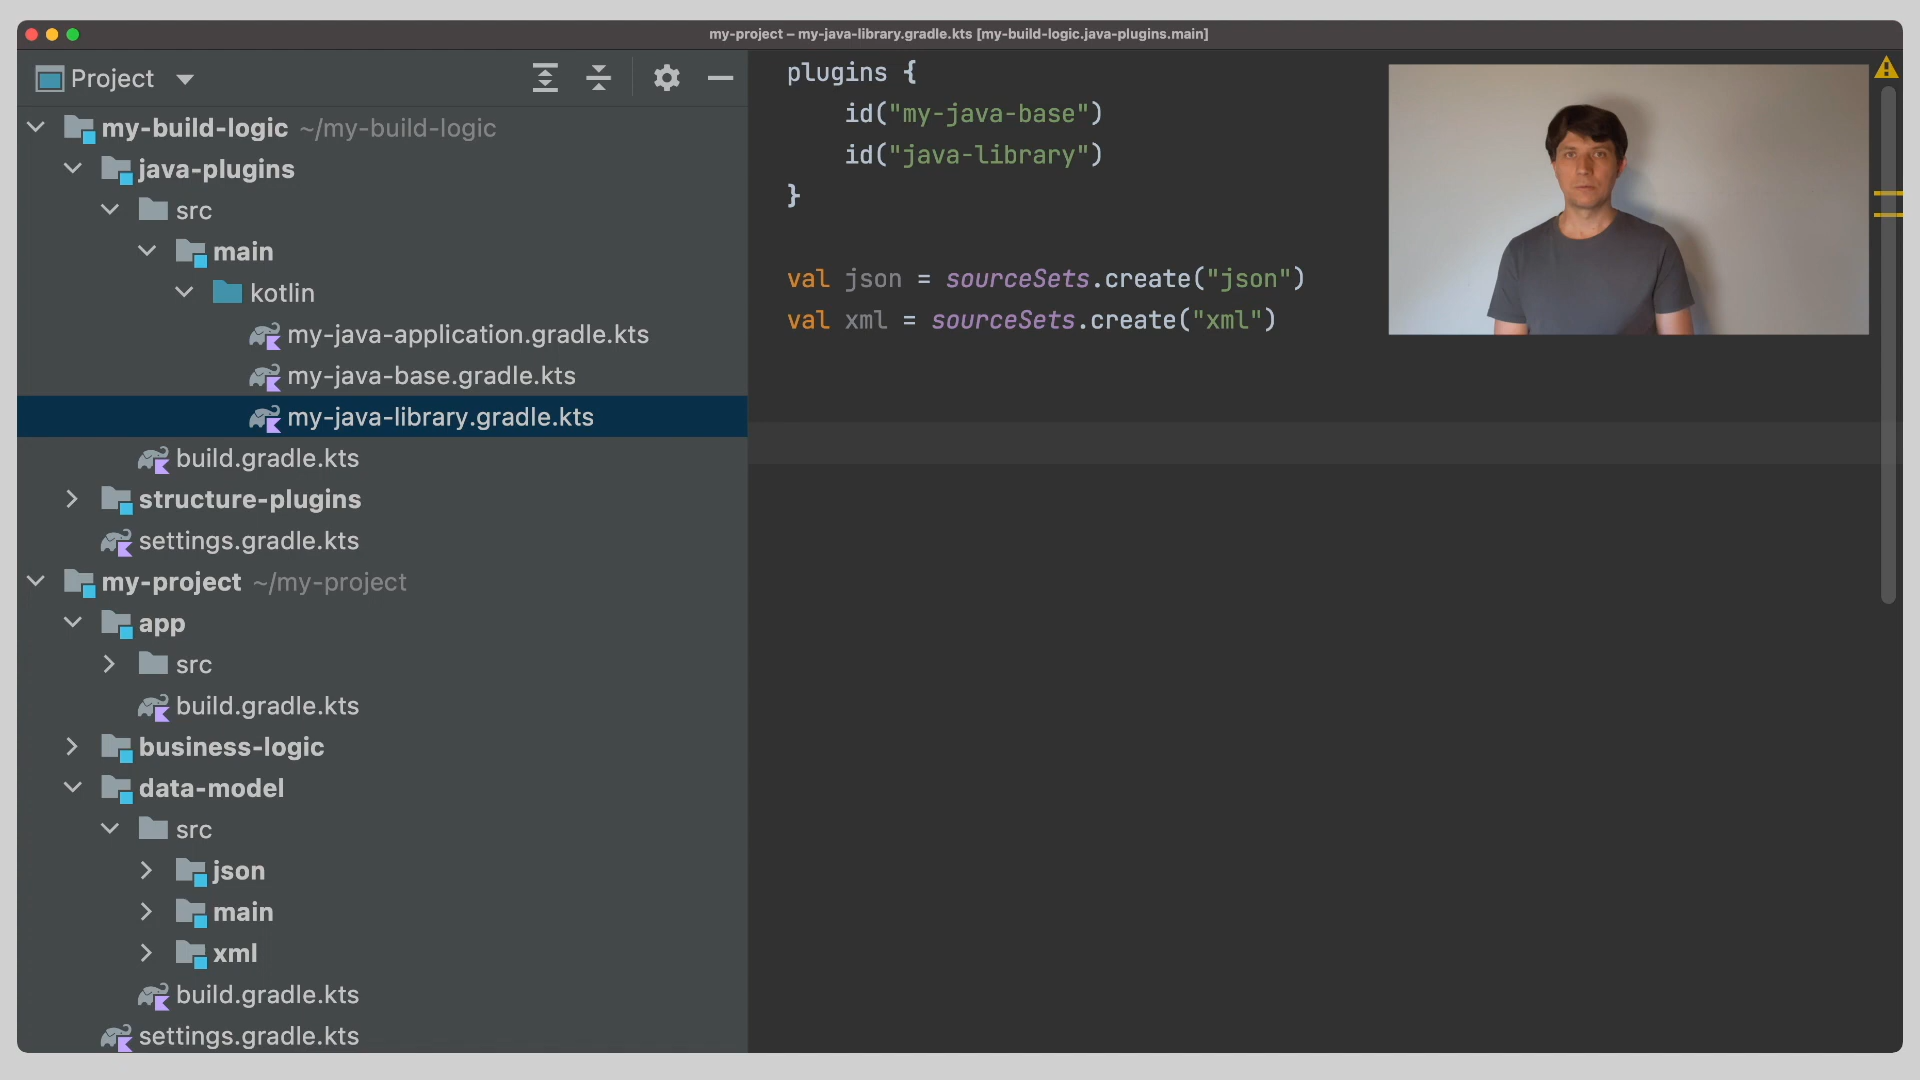 my-project – my-java-library.gradle.kts [my-build-logic.java-plugins.main]
Project
my-build-logic ~/my-build-logic
java-plugins
src
main
kotlin
my-java-application.gradle.kts
my-java-base.gradle.kts
my-java-library.gradle.kts
build.gradle.kts
structure-plugins
settings.gradle.kts
my-project ~/my-project
app
src
build.gradle.kts
business-logic
data-model
src
json
main
xml
build.gradle.kts
settings.gradle.kts
plugins {
    id("my-java-base")
    id("java-library")
}
val json = sourceSets.create("json")
val xml = sourceSets.create("xml")